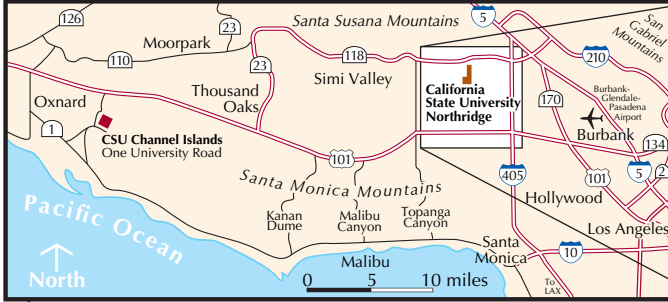 126
23
Santa Susana Mountains
5
San
Gabriel
Mountains
Moorpark
110
23
118
210
Simi Valley
California
State University
Northridge
Thousand
Oaks
Oxnard
170
Burbank-
Glendale-
Pasadena
Airport
Burbank
1
CSU Channel Islands
One University Road
134
101
405
101
5
2
Santa Monica Mountains
Hollywood
Pacific Ocean
Kanan
Dume
Malibu
Canyon
Topanga
Canyon
Los Angeles
Santa
Monica
10
North
Malibu
0 5 10 miles
To
LAX